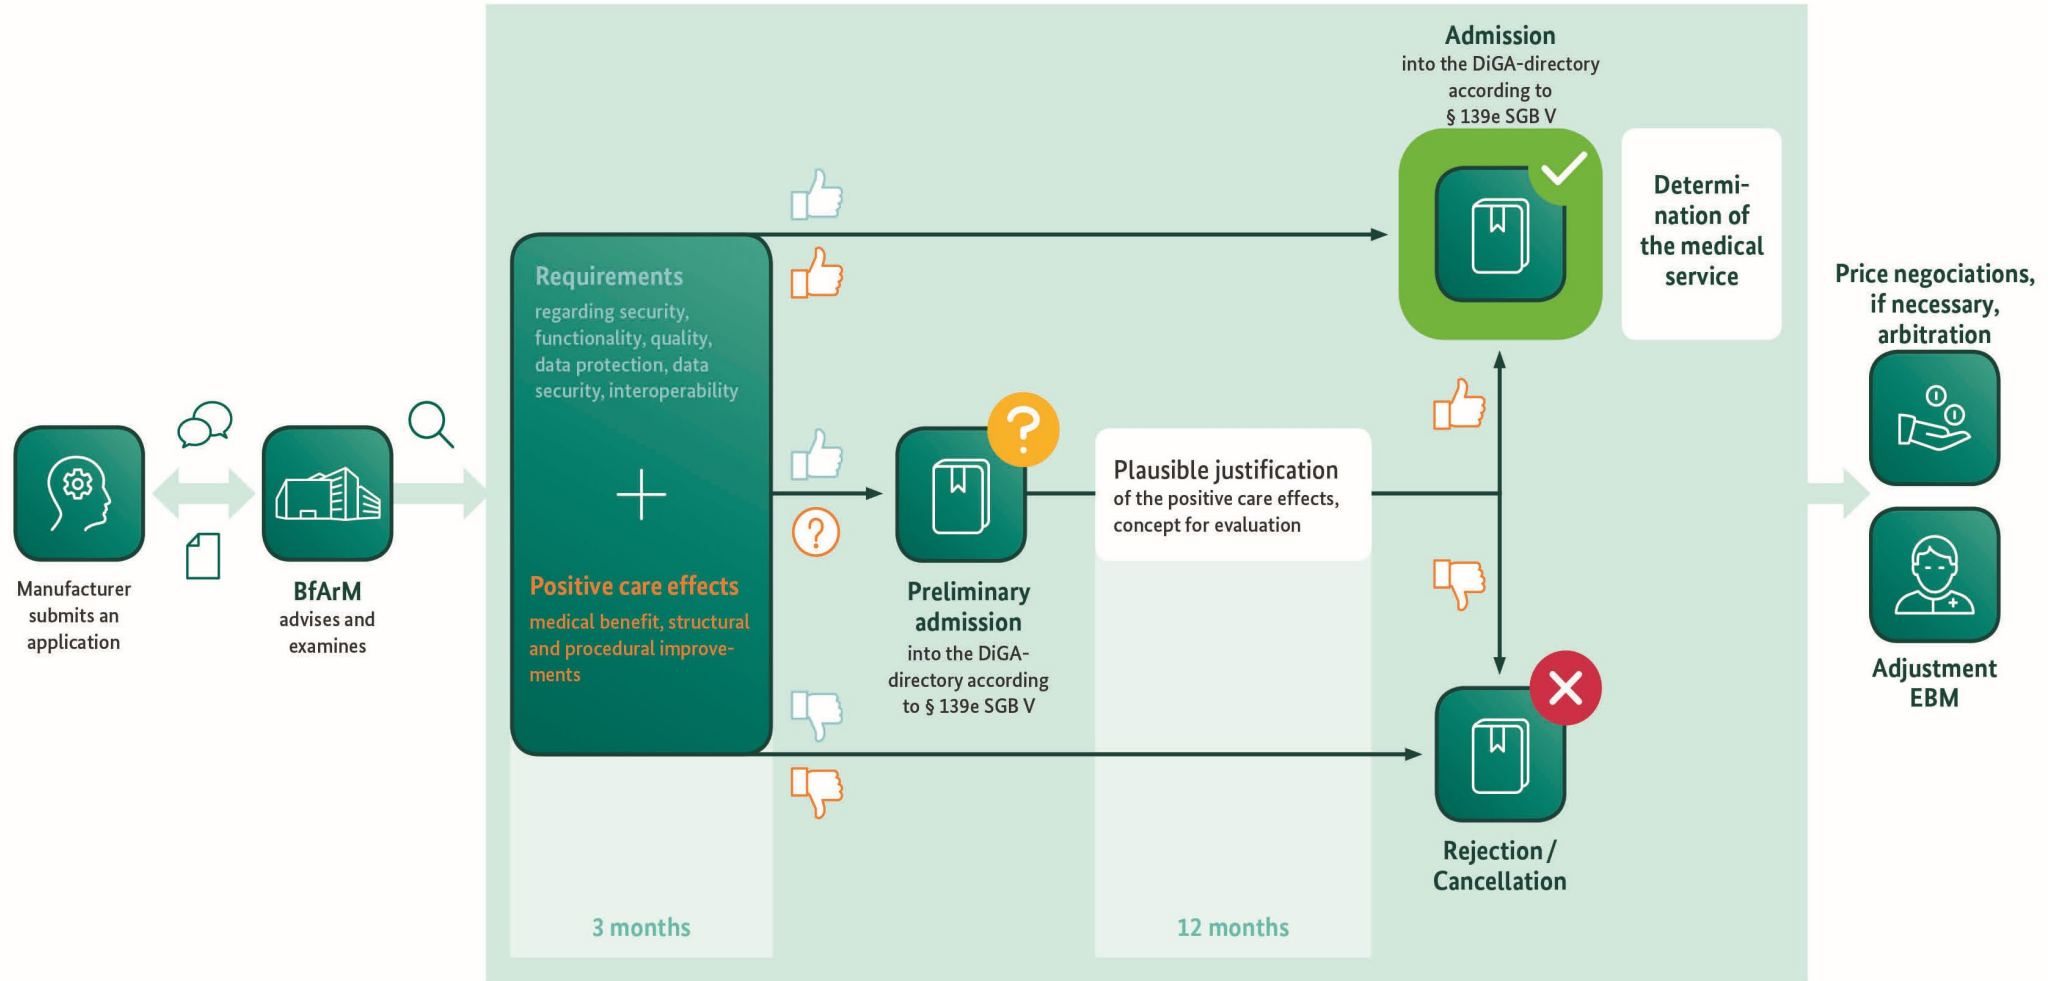 Manufacturer
submits an
application
BfArM
advises and
examines
Requirements
regarding security,
functionality, quality,
data protection, data
security, interoperability
+
Positive care effects
medical benefit, structural
and procedural improve-
ments
3 months
?
?
Preliminary
admission
into the DiGA-
directory according
to § 139e SGB V
Plausible justification
of the positive care effects,
concept for evaluation
12 months
Admission
into the DiGA-directory
according to
§ 139e SGB V
Determi-
nation of
the medical
service
Rejection /
Cancellation
Price negociations,
if necessary,
arbitration
Adjustment
EBM